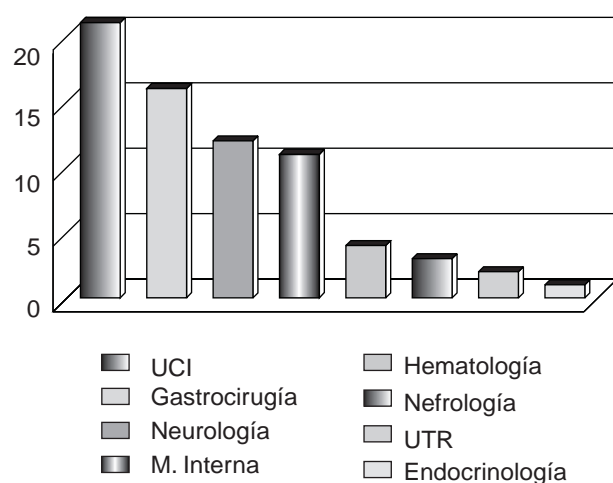 20
15
10
5
0
UCI
Gastrocirugía
Neurología
M. Interna
Hematología
Nefrología
UTR
Endocrinología